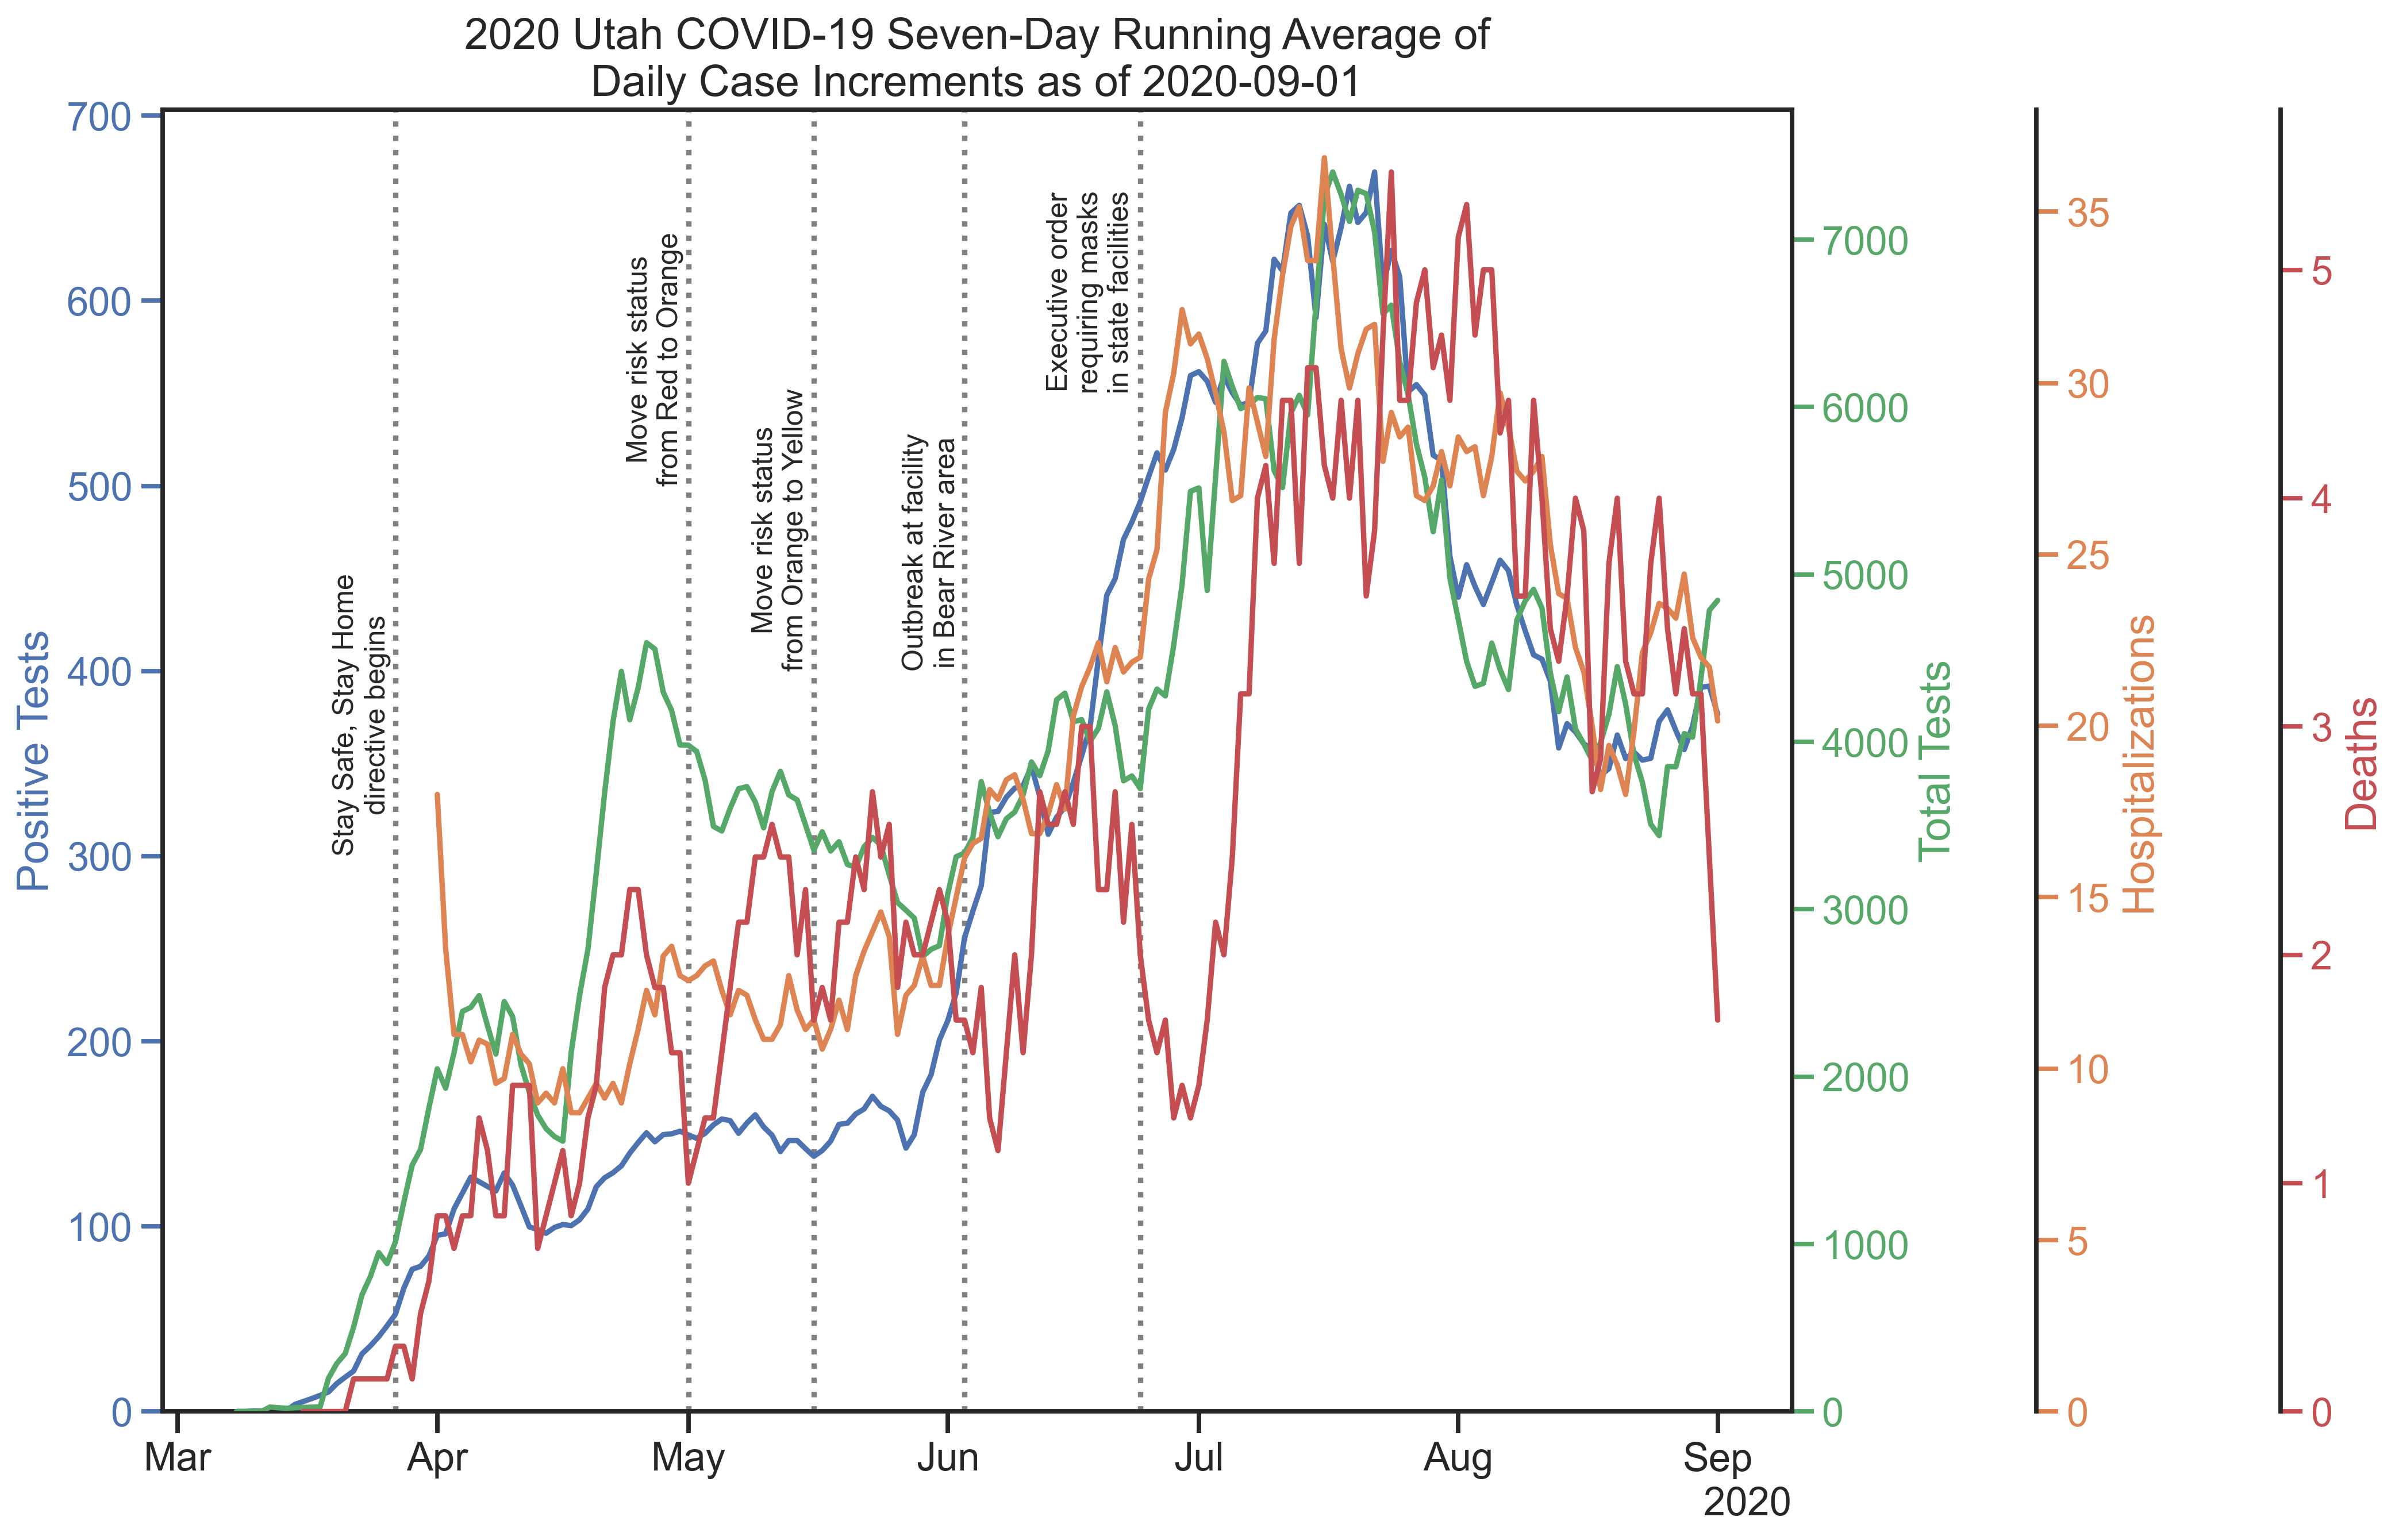 2020 Utah COVID-19 Seven-Day Running Average of
Daily Case Increments as of 2020-09-01
Positive Tests
700
600
500
400
300
200
100
0
Stay Safe, Stay Home
directive begins
Move risk status
from Red to Orange
Move risk status
from Orange to Yellow
Outbreak at facility
in Bear River area
Executive order
requiring masks
in state facilities
Mar
Apr
May
Jun
Jul
Aug
Sep
2020
7000
6000
5000
4000
3000
2000
1000
0
Total Tests
35
30
25
20
15
10
5
0
Hospitalizations
5
4
3
2
1
0
Deaths